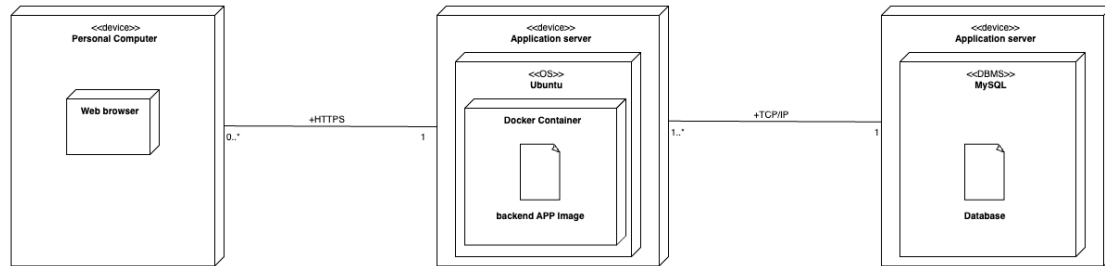 <<device>>
Personal Computer
Web browser
+HTTPS
0..*
1
<<device>>
Application server
<<OS>>
Ubuntu
Docker Container
backend APP Image
+TCP/IP
1..*
1
<<device>>
Application server
<<DBMS>
MySQL
Database